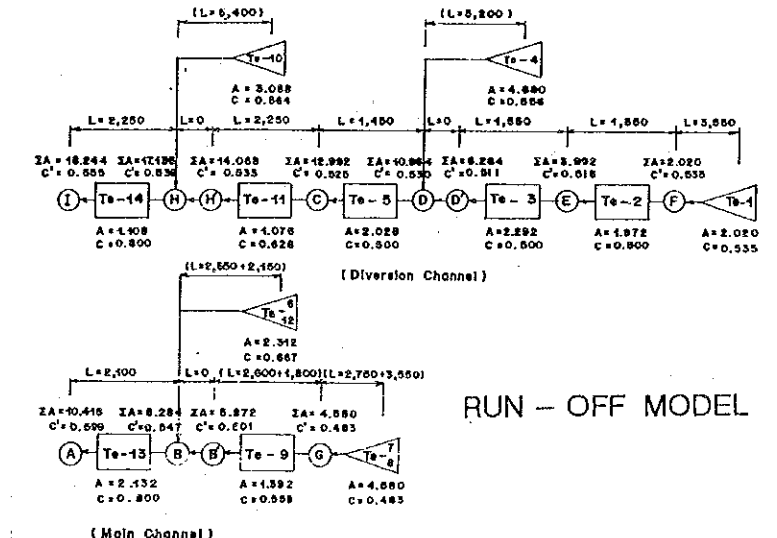 (L=5,400) (L=5,200)
Te-10 Te-4
A=3.088 A=4.680
C=0.564
L=2,250 L=0 L=2,250 L=1,450 L=0 L=1,550 L=1,550 L=3,550
ΣA=18.244 ΣA=17.136 ΣA=14.068 ΣA=12.992 ΣA=10.964 ΣA=6.284 ΣA=3.992 ΣA=2.020
C'=0.555 C'=0.539 C'=0.535 C'=0.525 C'=0.530 C'=0.511 C'=0.518 C'=0.535
I Te-14 H H' Te-11 C Te-5 D D' Te-3 E Te-2 F Te-1
A=1.108 A=1.076 A=2.028 A=2.292 A=1.972 A=2.020
C=0.800 C=0.628 C=0.500 C=0.500 C=0.500 C=0.535
(Diversion Channel)
(L=2,550+2,150)
Te-6 12
A=2.312
C=0.667
L=2,100 L=0 (L=2,600+1,800) (L=2,750+3,550)
ΣA=10.416 ΣA=8.284 ΣA=5.972 ΣA=4.580
C'=0.599 C'=0.547 C'=0.501 C'=0.483
A Te-13 B B' Te-9 G Te-7 8
A=2.132 A=1.392 A=4.580
C=0.800 C=0.559 C=0.483
(Main Channel)
RUN-OFF MODEL